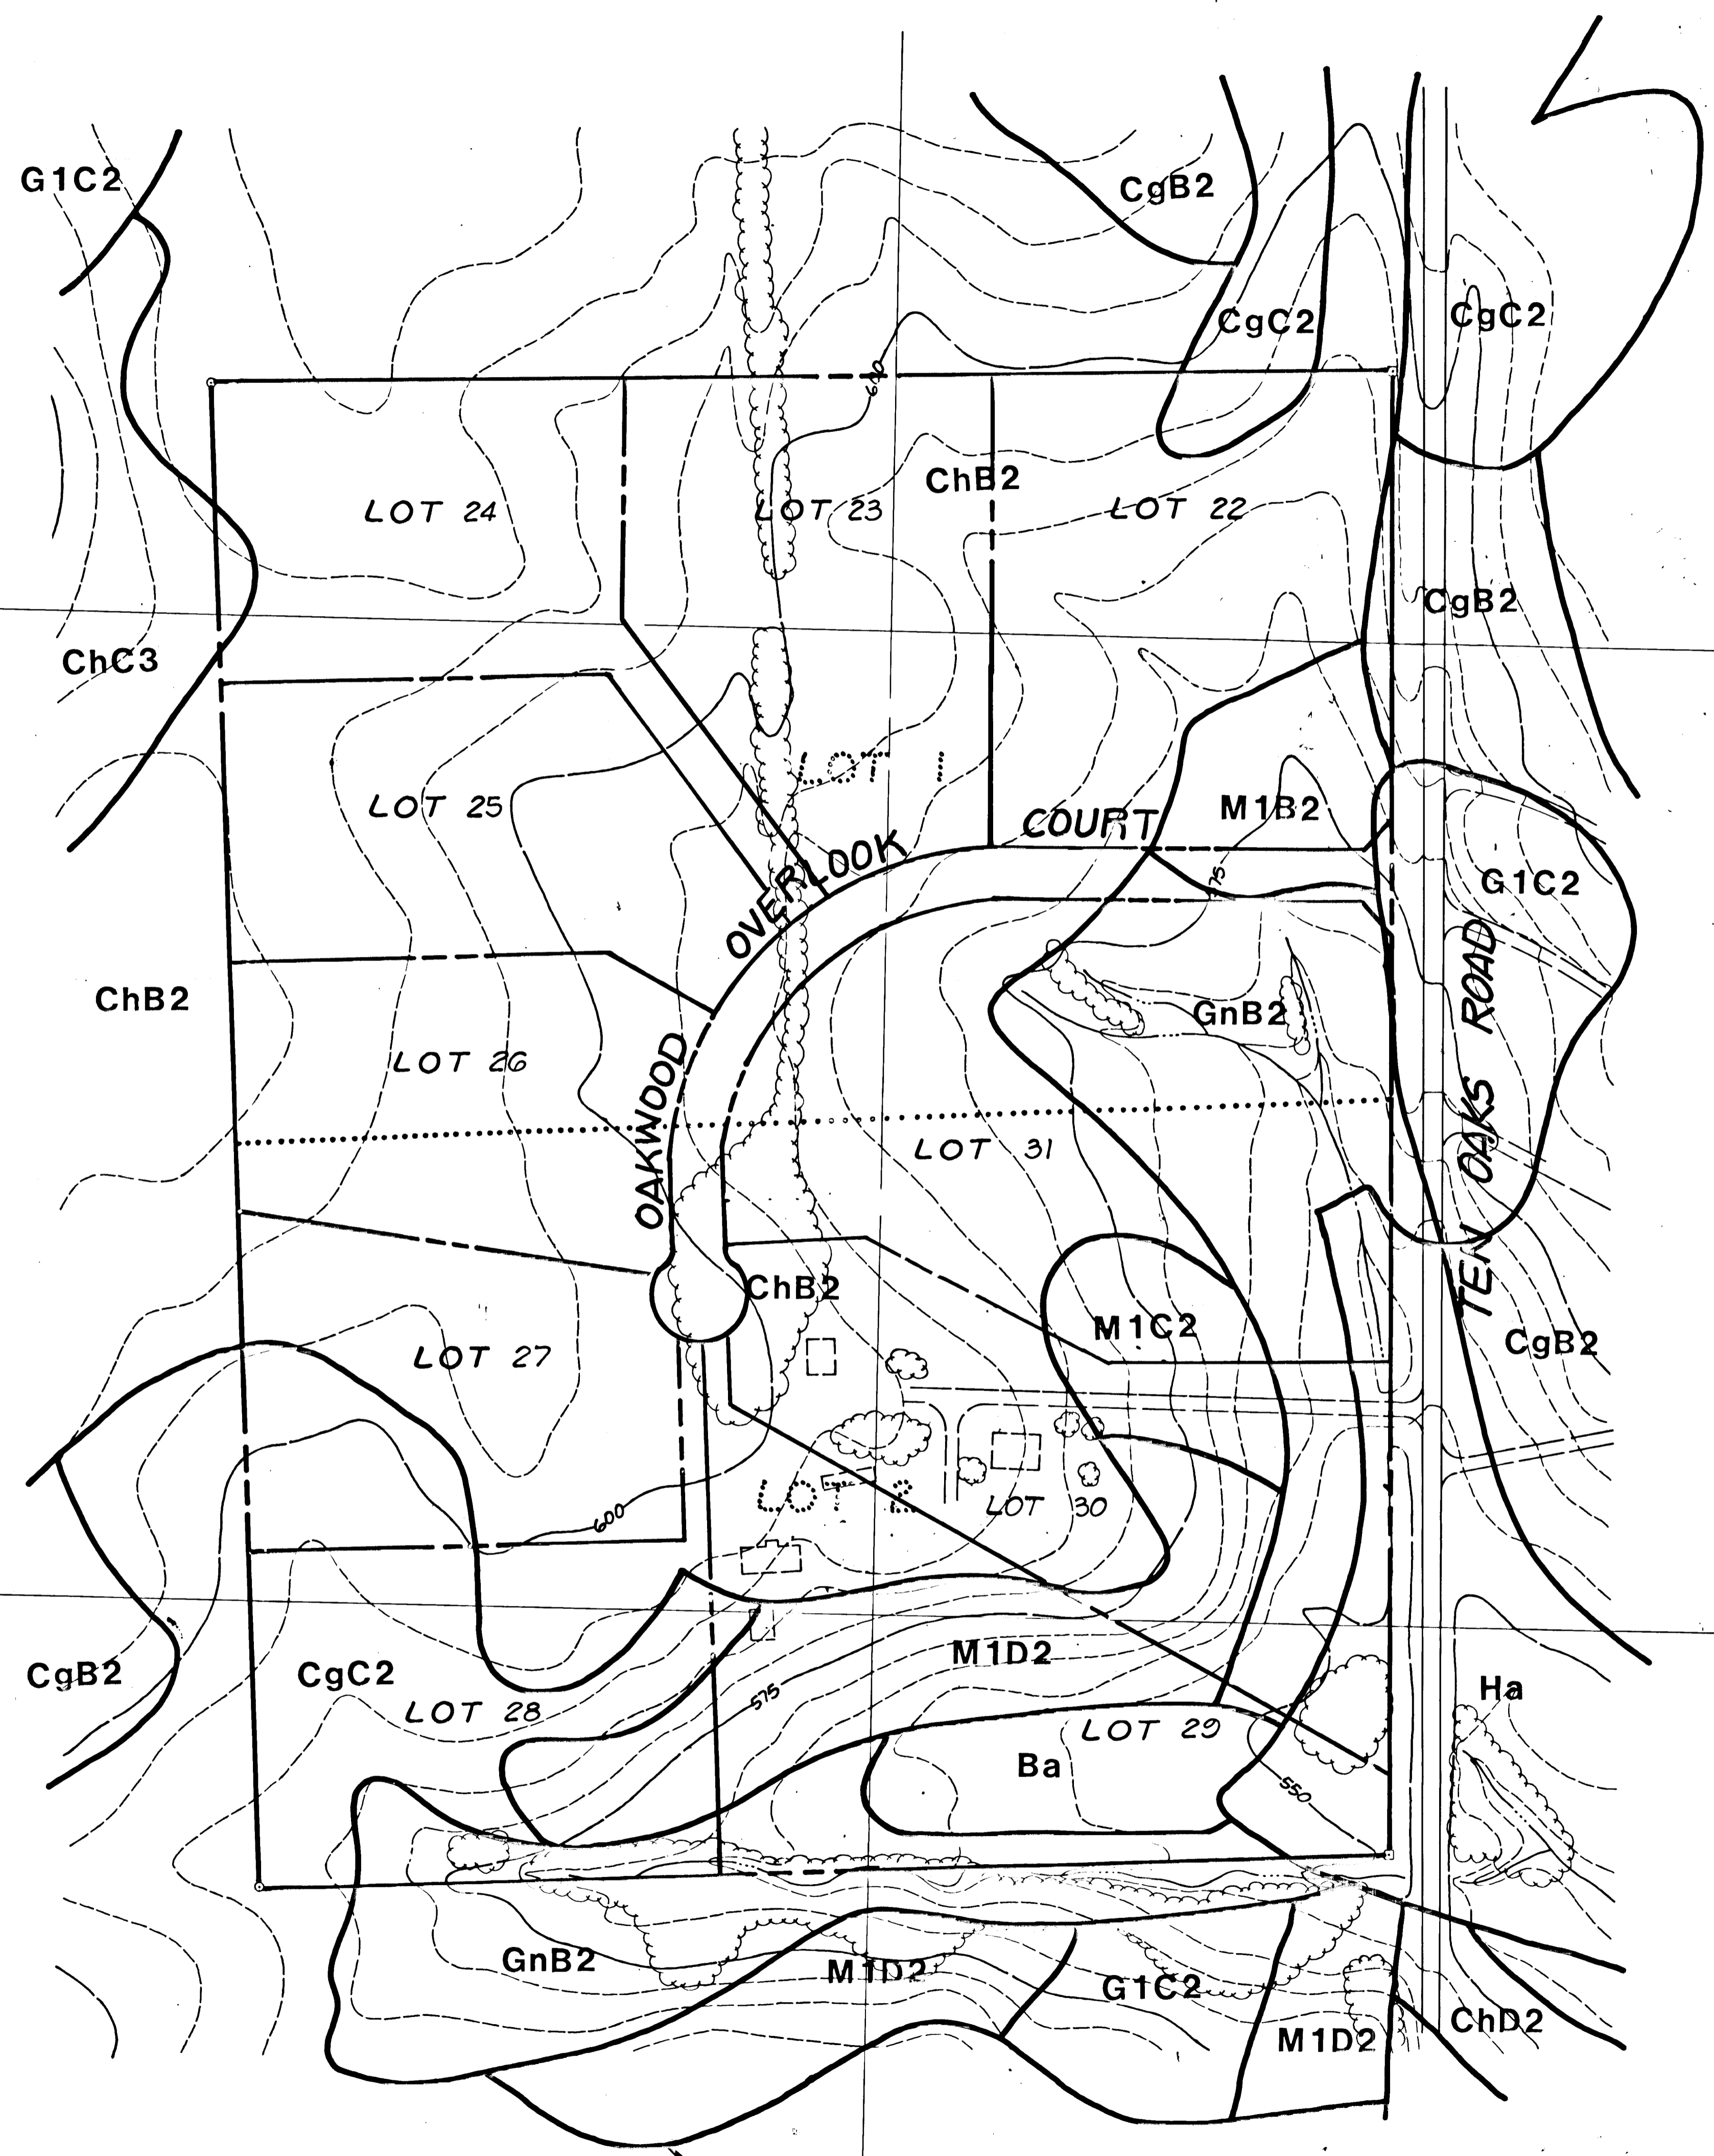 G1C2
CgB2
CgC2
CgC2
600
ChB2
LOT 24
LOT 23
LOT 22
CgB2
ChC3
LOT 1
LOT 25
M1B2
OAKWOOD OVERLOOK COURT
575
G1C2
ChB2
GnB2
TEN OAKS ROAD
LOT 26
LOT 31
ChB2
M1C2
LOT 27
CgB2
LOT 2
LOT 30
600
M1D2
CgB2
CgC2
575
Ha
LOT 28
LOT 29
Ba
550
GnB2
M1D2
G1C2
M1D2
ChD2